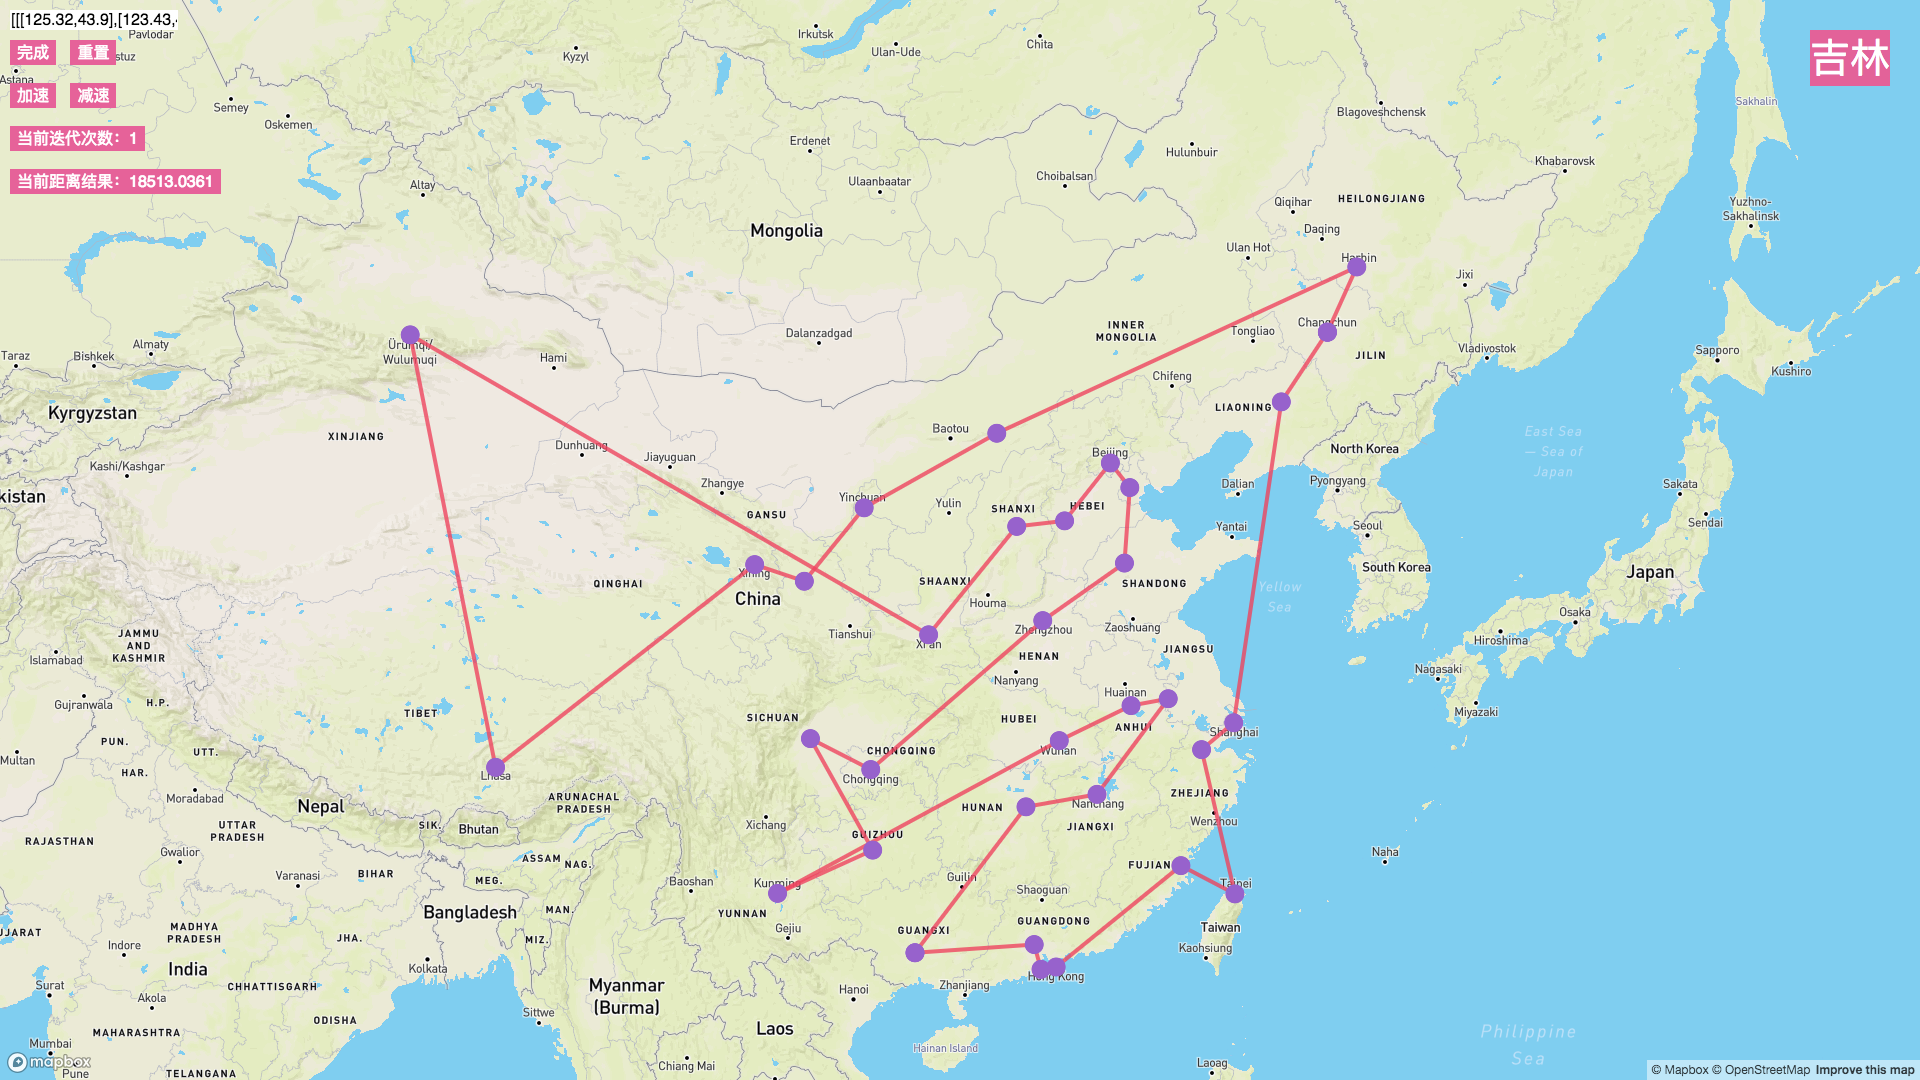 [[[125.32,43.9],[123.43,
Pavlodar
完成 重置
stuz
Astana
加速 减速
当前迭代次数：1
当前距离结果：18513.0361
吉林
Irkutsk
Ulan-Ude
Chita
Kyzyl
Semey
Oskemen
Blagoveshchensk
Sakhalin
Erdenet
Hulunbuir
Khabarovsk
Altay
Ulaanbaatar
Choibalsan
Qiqihar
HEILONGJIANG
Yuzhno-
Sakhalinsk
Mongolia
Daqing
Ulan Hot
Harbin
Jixi
Taraz
Bishkek
Almaty
Ürümqi/
Wulumuqi
Hami
Dalanzadgad
INNER
MONGOLIA
Tongliao
Changchun
JILIN
Vladivostok
Sapporo
Kushiro
Kyrgyzstan
Chifeng
XINJIANG
LIAONING
Baotou
Beijing
North Korea
East Sea
— Sea of
Japan
Dunhuang
Jiayuguan
Kashi/Kashgar
kistan
Zhangye
Yinchuan
Yulin
SHANXI
HEBEI
Dalian
Pyongyang
Sakata
Sendai
GANSU
Yantai
Seoul
South Korea
Japan
QINGHAI
Xining
China
SHAANXI
Houma
SHANDONG
Yellow
Sea
Osaka
Hiroshima
JAMMU
AND
KASHMIR
Islamabad
Tianshui
Xi'an
Zhengzhou
Zaoshuang
HENAN
JIANGSU
Nanyang
Nagasaki
Miyazaki
Gujranwala
H.P.
TIBET
SICHUAN
HUBEI
Huainan
ANHUI
Shanghai
PUN.
UTT.
Multan
HAR.
Lhasa
CHONGQING
Chongqing
Wuhan
Moradabad
Nepal
ARUNACHAL
PRADESH
HUNAN
Nanchang
ZHEJIANG
SIK.
Bhutan
Xichang
GUIZHOU
JIANGXI
Wenzhou
RAJASTHAN
UTTAR
PRADESH
Gwalior
ASSAM
NAG.
Naha
Varanasi
BIHAR
MEG.
Baoshan
Kunming
Guilin
Shaoguan
FUJIAN
Taipei
Bangladesh
MAN.
YUNNAN
Gejiu
GUANGXI
GUANGDONG
Taiwan
UJARAT
MADHYA
PRADESH
JHA.
MIZ.
Kaohsiung
Indore
India
Kolkata
Surat
Akola
CHHATTISGARH
Myanmar
(Burma)
Hanoi
Zhanjiang
Hong Kong
Sittwe
ODISHA
MAHARASHTRA
Laos
Mumbai
Hainan Island
Philippine
Sea
mapbox
Pune
TELANGANA
Chiang Mai
Laoag
© Mapbox © OpenStreetMap Improve this map